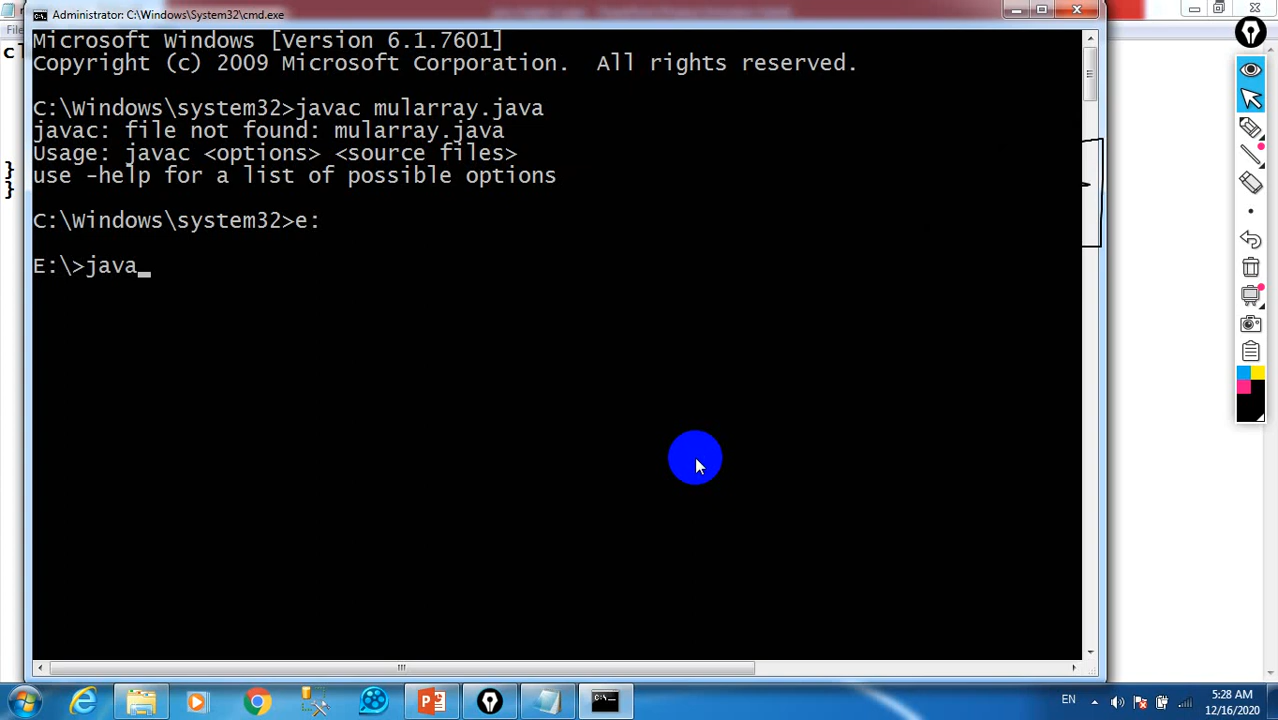 Administrator: C:\Windows\System32\cmd.exe
Microsoft Windows [Version 6.1.7601]
Copyright (c) 2009 Microsoft Corporation.  All rights reserved.
C:\Windows\system32>javac mularray.java
javac: file not found: mularray.java
Usage: javac <options> <source files>
use -help for a list of possible options
C:\Windows\system32>e:
E:\>java
}
}
EN
5:28 AM
12/16/2020